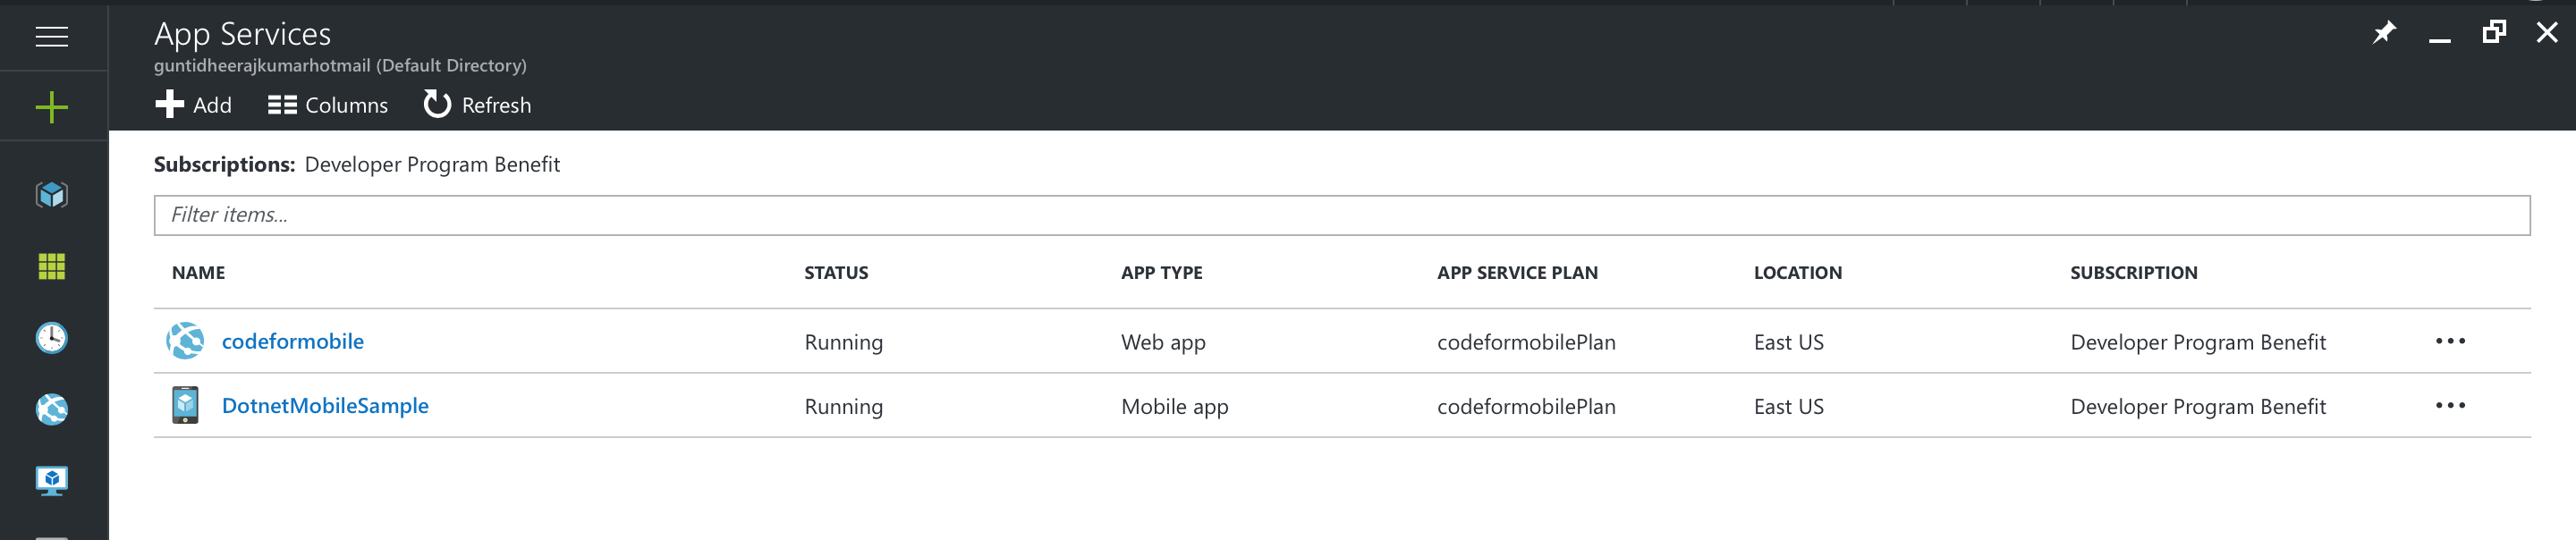 App Services
guntidheerajkumarhotmail (Default Directory)
Add Columns Refresh
Subscriptions: Developer Program Benefit
Filter items...
NAME STATUS APP TYPE APP SERVICE PLAN LOCATION SUBSCRIPTION
codeformobile Running Web app codeformobilePlan East US Developer Program Benefit
DotnetMobileSample Running Mobile app codeformobilePlan East US Developer Program Benefit